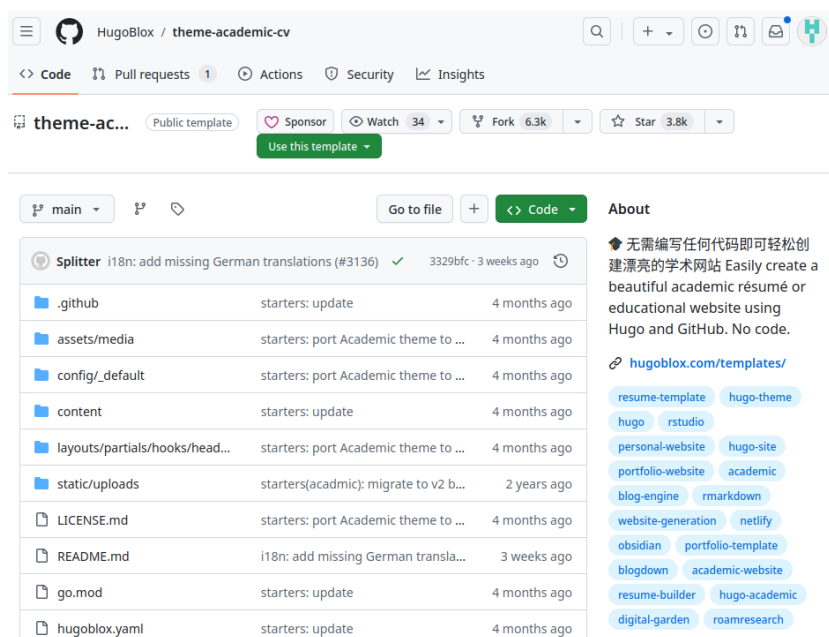 HugoBlox / theme-academic-cv
Code Pull requests 1 Actions Security Insights
theme-ac... Public template Sponsor Watch 34 Fork 6.3k Star 3.8k
Use this template
main Go to file Code
Splitter i18n: add missing German translations (#3136) 3329bfc · 3 weeks ago
.github starters: update 4 months ago
assets/media starters: port Academic theme to ... 4 months ago
config/_default starters: port Academic theme to ... 4 months ago
content starters: update 4 months ago
layouts/partials/hooks/head... starters: port Academic theme to ... 4 months ago
static/uploads starters(acadmic): migrate to v2 b... 2 years ago
LICENSE.md starters: port Academic theme to ... 4 months ago
README.md i18n: add missing German transla... 3 weeks ago
go.mod starters: update 4 months ago
hugoblox.yaml starters: update 4 months ago
About
🎓 无需编写任何代码即可轻松创
建漂亮的学术网站 Easily create a
beautiful academic résumé or
educational website using
Hugo and GitHub. No code.
hugoblox.com/templates/
resume-template hugo-theme
hugo rstudio
personal-website hugo-site
portfolio-website academic
blog-engine rmarkdown
website-generation netlify
obsidian portfolio-template
blogdown academic-website
resume-builder hugo-academic
digital-garden roamresearch